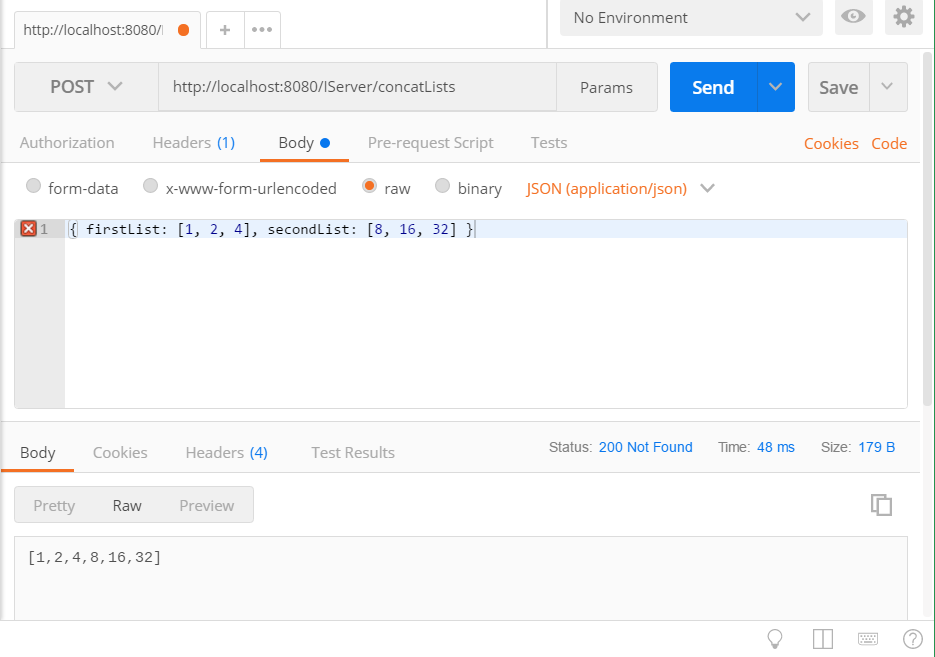 http://localhost:8080/I + ••• No Environment
POST http://localhost:8080/IServer/concatLists Params Send Save
Authorization Headers (1) Body Pre-request Script Tests Cookies Code
form-data x-www-form-urlencoded raw binary JSON (application/json)
1 { firstList: [1, 2, 4], secondList: [8, 16, 32] }
Body Cookies Headers (4) Test Results Status: 200 Not Found Time: 48 ms Size: 179 B
Pretty Raw Preview
[1,2,4,8,16,32]